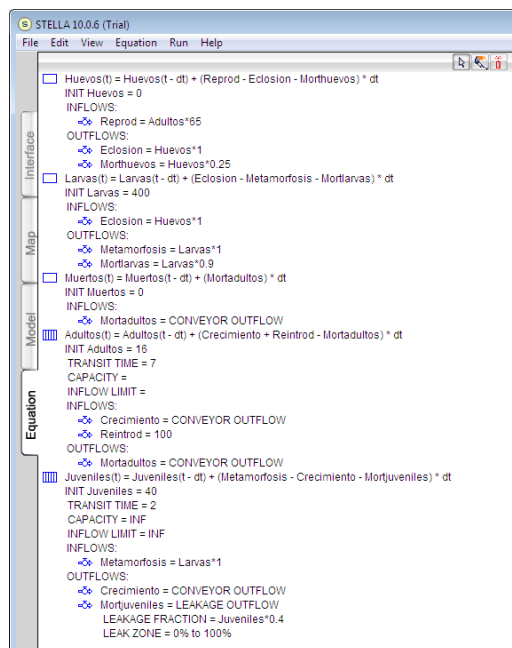 STELLA 10.0.6 (Trial)
File Edit View Equation Run Help
Interface
Map
Model
Equation
Huevos(t) = Huevos(t - dt) + (Reprod - Eclosion - Morthuevos) * dt
INIT Huevos = 0
INFLOWS:
Reprod = Adultos*65
OUTFLOWS:
Eclosion = Huevos*1
Morthuevos = Huevos*0.25
Larvas(t) = Larvas(t - dt) + (Eclosion - Metamorfosis - Mortlarvas) * dt
INIT Larvas = 400
INFLOWS:
Eclosion = Huevos*1
OUTFLOWS:
Metamorfosis = Larvas*1
Mortlarvas = Larvas*0.9
Muertos(t) = Muertos(t - dt) + (Mortadultos) * dt
INIT Muertos = 0
INFLOWS:
Mortadultos = CONVEYOR OUTFLOW
Adultos(t) = Adultos(t - dt) + (Crecimiento + Reintrod - Mortadultos) * dt
INIT Adultos = 16
TRANSIT TIME = 7
CAPACITY =
INFLOW LIMIT =
INFLOWS:
Crecimiento = CONVEYOR OUTFLOW
Reintrod = 100
OUTFLOWS:
Mortadultos = CONVEYOR OUTFLOW
Juveniles(t) = Juveniles(t - dt) + (Metamorfosis - Crecimiento - Mortjuveniles) * dt
INIT Juveniles = 40
TRANSIT TIME = 2
CAPACITY = INF
INFLOW LIMIT = INF
INFLOWS:
Metamorfosis = Larvas*1
OUTFLOWS:
Crecimiento = CONVEYOR OUTFLOW
Mortjuveniles = LEAKAGE OUTFLOW
LEAKAGE FRACTION = Juveniles*0.4
LEAK ZONE = 0% to 100%